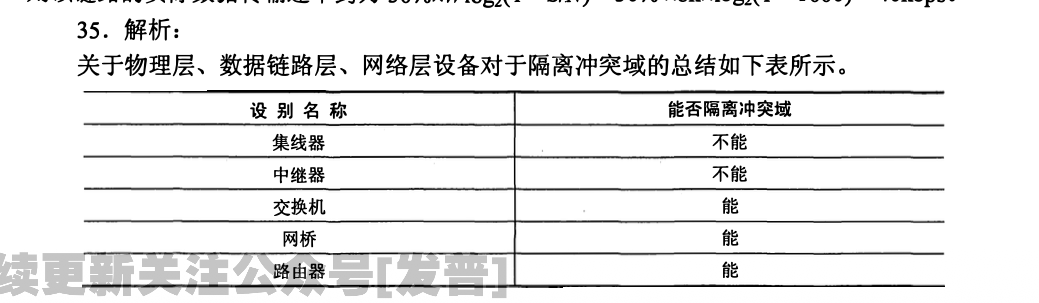 35．解析：
关于物理层、数据链路层、网络层设备对于隔离冲突域的总结如下表所示。
设 别 名 称 能否隔离冲突域
集线器 不能
中继器 不能
交换机 能
网桥 能
路由器 能
续更新关注公众号[发普]